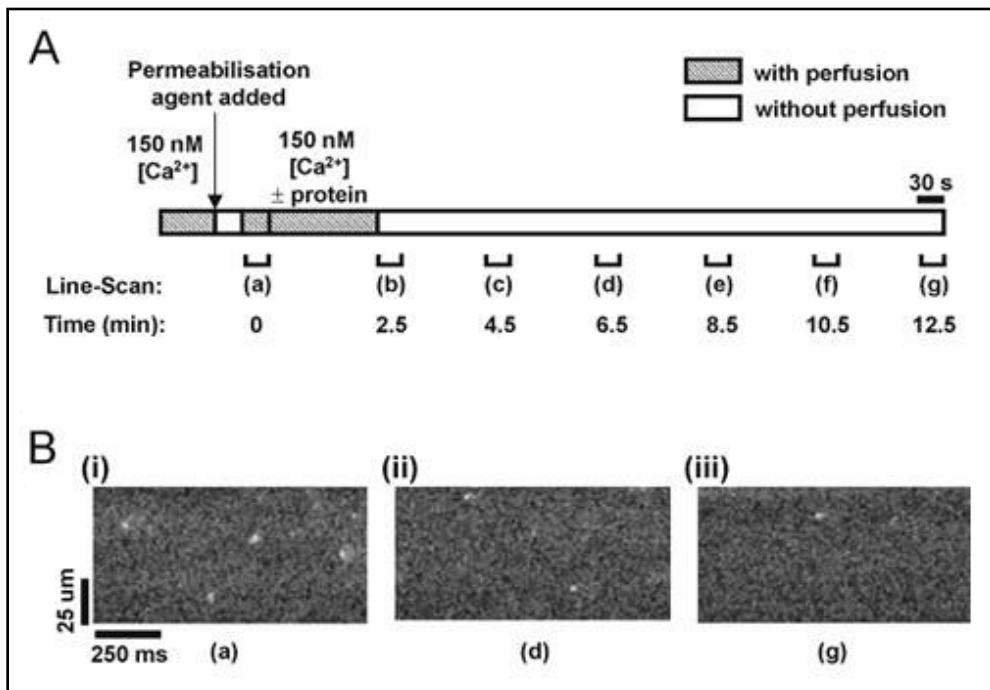 A
Permeabilisation
agent added
150 nM
[Ca²⁺]
150 nM
[Ca²⁺]
± protein
with perfusion
without perfusion
30 s
Line-Scan: (a) (b) (c) (d) (e) (f) (g)
Time (min): 0 2.5 4.5 6.5 8.5 10.5 12.5
B
(i) (ii) (iii)
25 um
250 ms
(a) (d) (g)